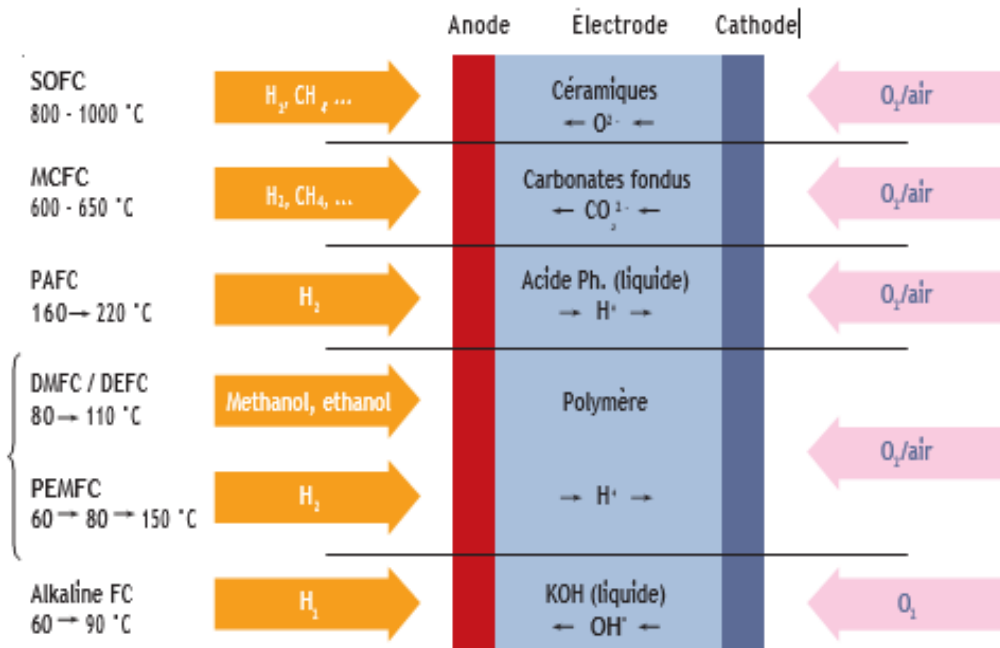 Anode Électrode Cathode
SOFC
800 - 1000 °C
H₂, CH₄, ...
Céramiques
← O²⁻ ←
O₂/air
MCFC
600 - 650 °C
H₂, CH₄, ...
Carbonates fondus
← CO₃²⁻ ←
O₂/air
PAFC
160 → 220 °C
H₂
Acide Ph. (liquide)
→ H⁺ →
O₂/air
DMFC / DEFC
80 → 110 °C
Methanol, ethanol
Polymère
O₂/air
PEMFC
60 → 80 → 150 °C
H₂
→ H⁺ →
Alkaline FC
60 → 90 °C
H₂
KOH (liquide)
← OH⁻ ←
O₂